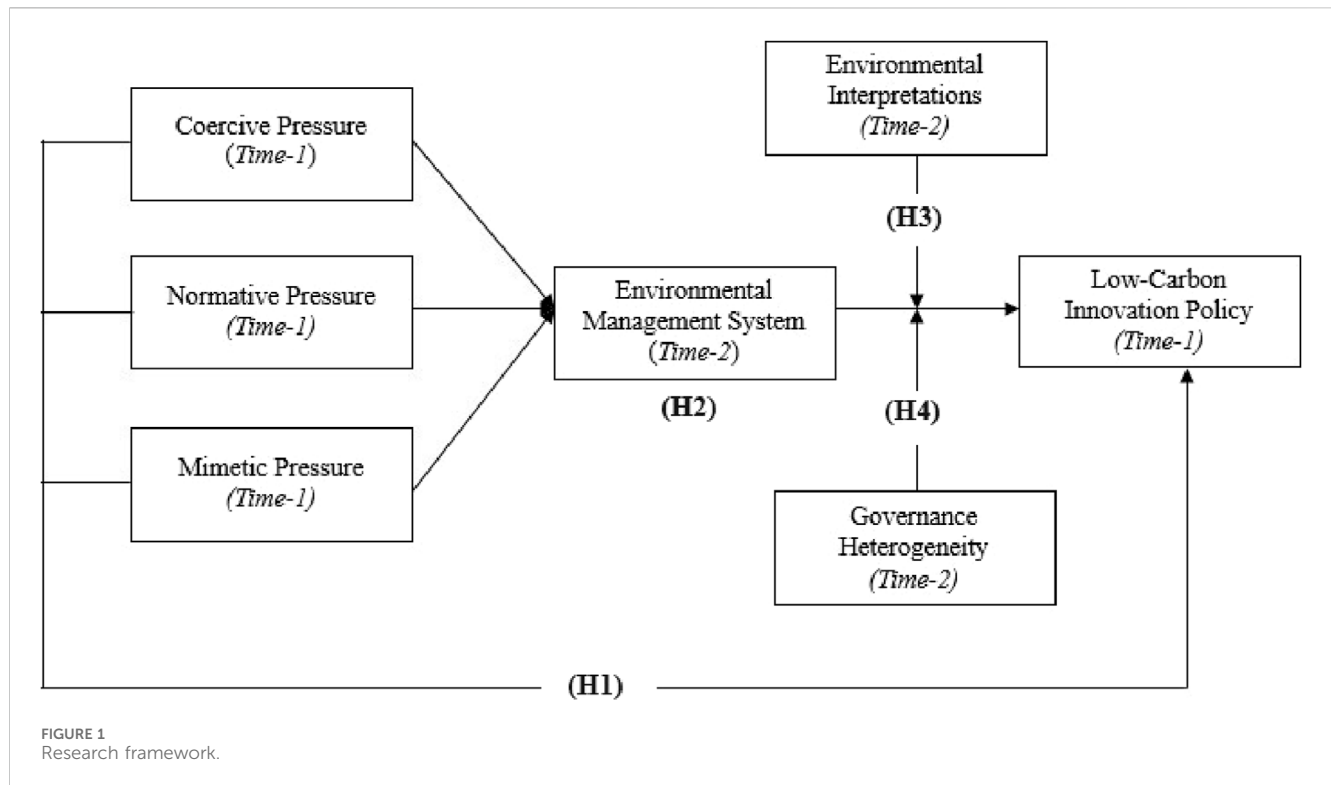 Coercive Pressure
(Time-1)
Normative Pressure
(Time-1)
Mimetic Pressure
(Time-1)
Environmental
Management System
(Time-2)
(H2)
Environmental
Interpretations
(Time-2)
(H3)
(H4)
Governance
Heterogeneity
(Time-2)
Low-Carbon
Innovation Policy
(Time-1)
(H1)
FIGURE 1
Research framework.